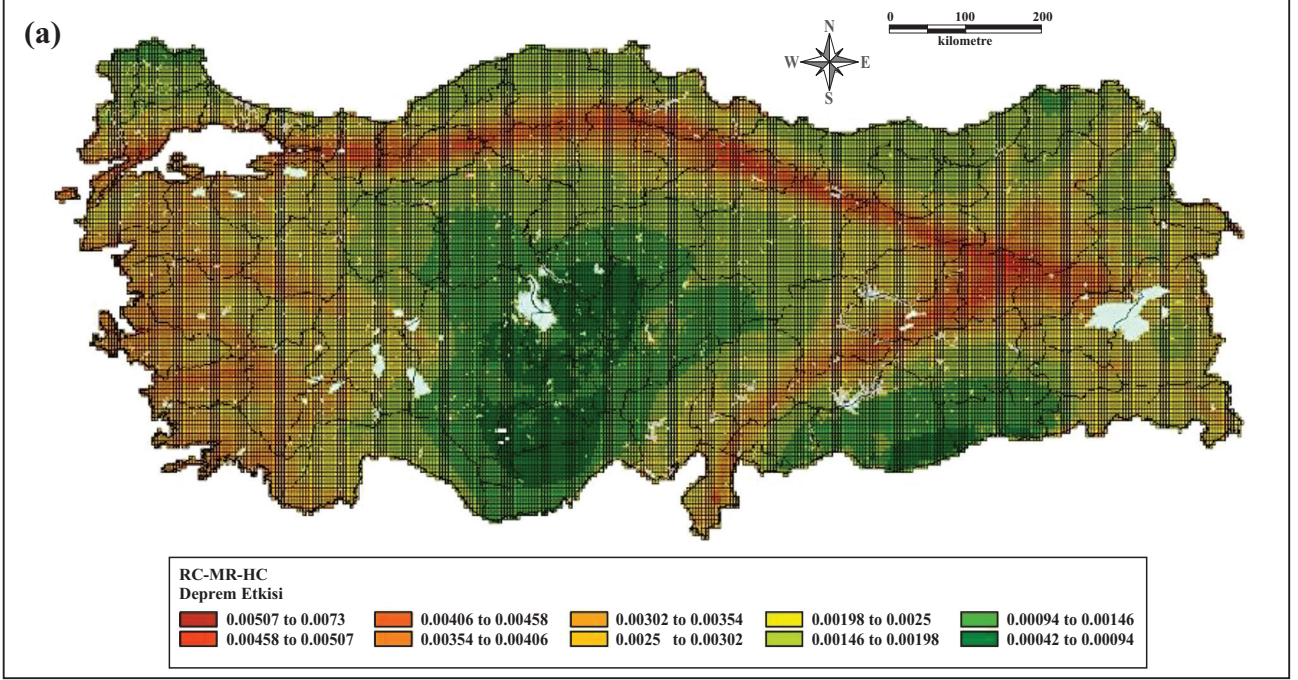 (a)
0 100 200
kilometre
N
W E
S
RC-MR-HC
Deprem Etkisi
0.00507 to 0.0073 0.00406 to 0.00458 0.00302 to 0.00354 0.00198 to 0.0025 0.00094 to 0.00146
0.00458 to 0.00507 0.00354 to 0.00406 0.0025 to 0.00302 0.00146 to 0.00198 0.00042 to 0.00094